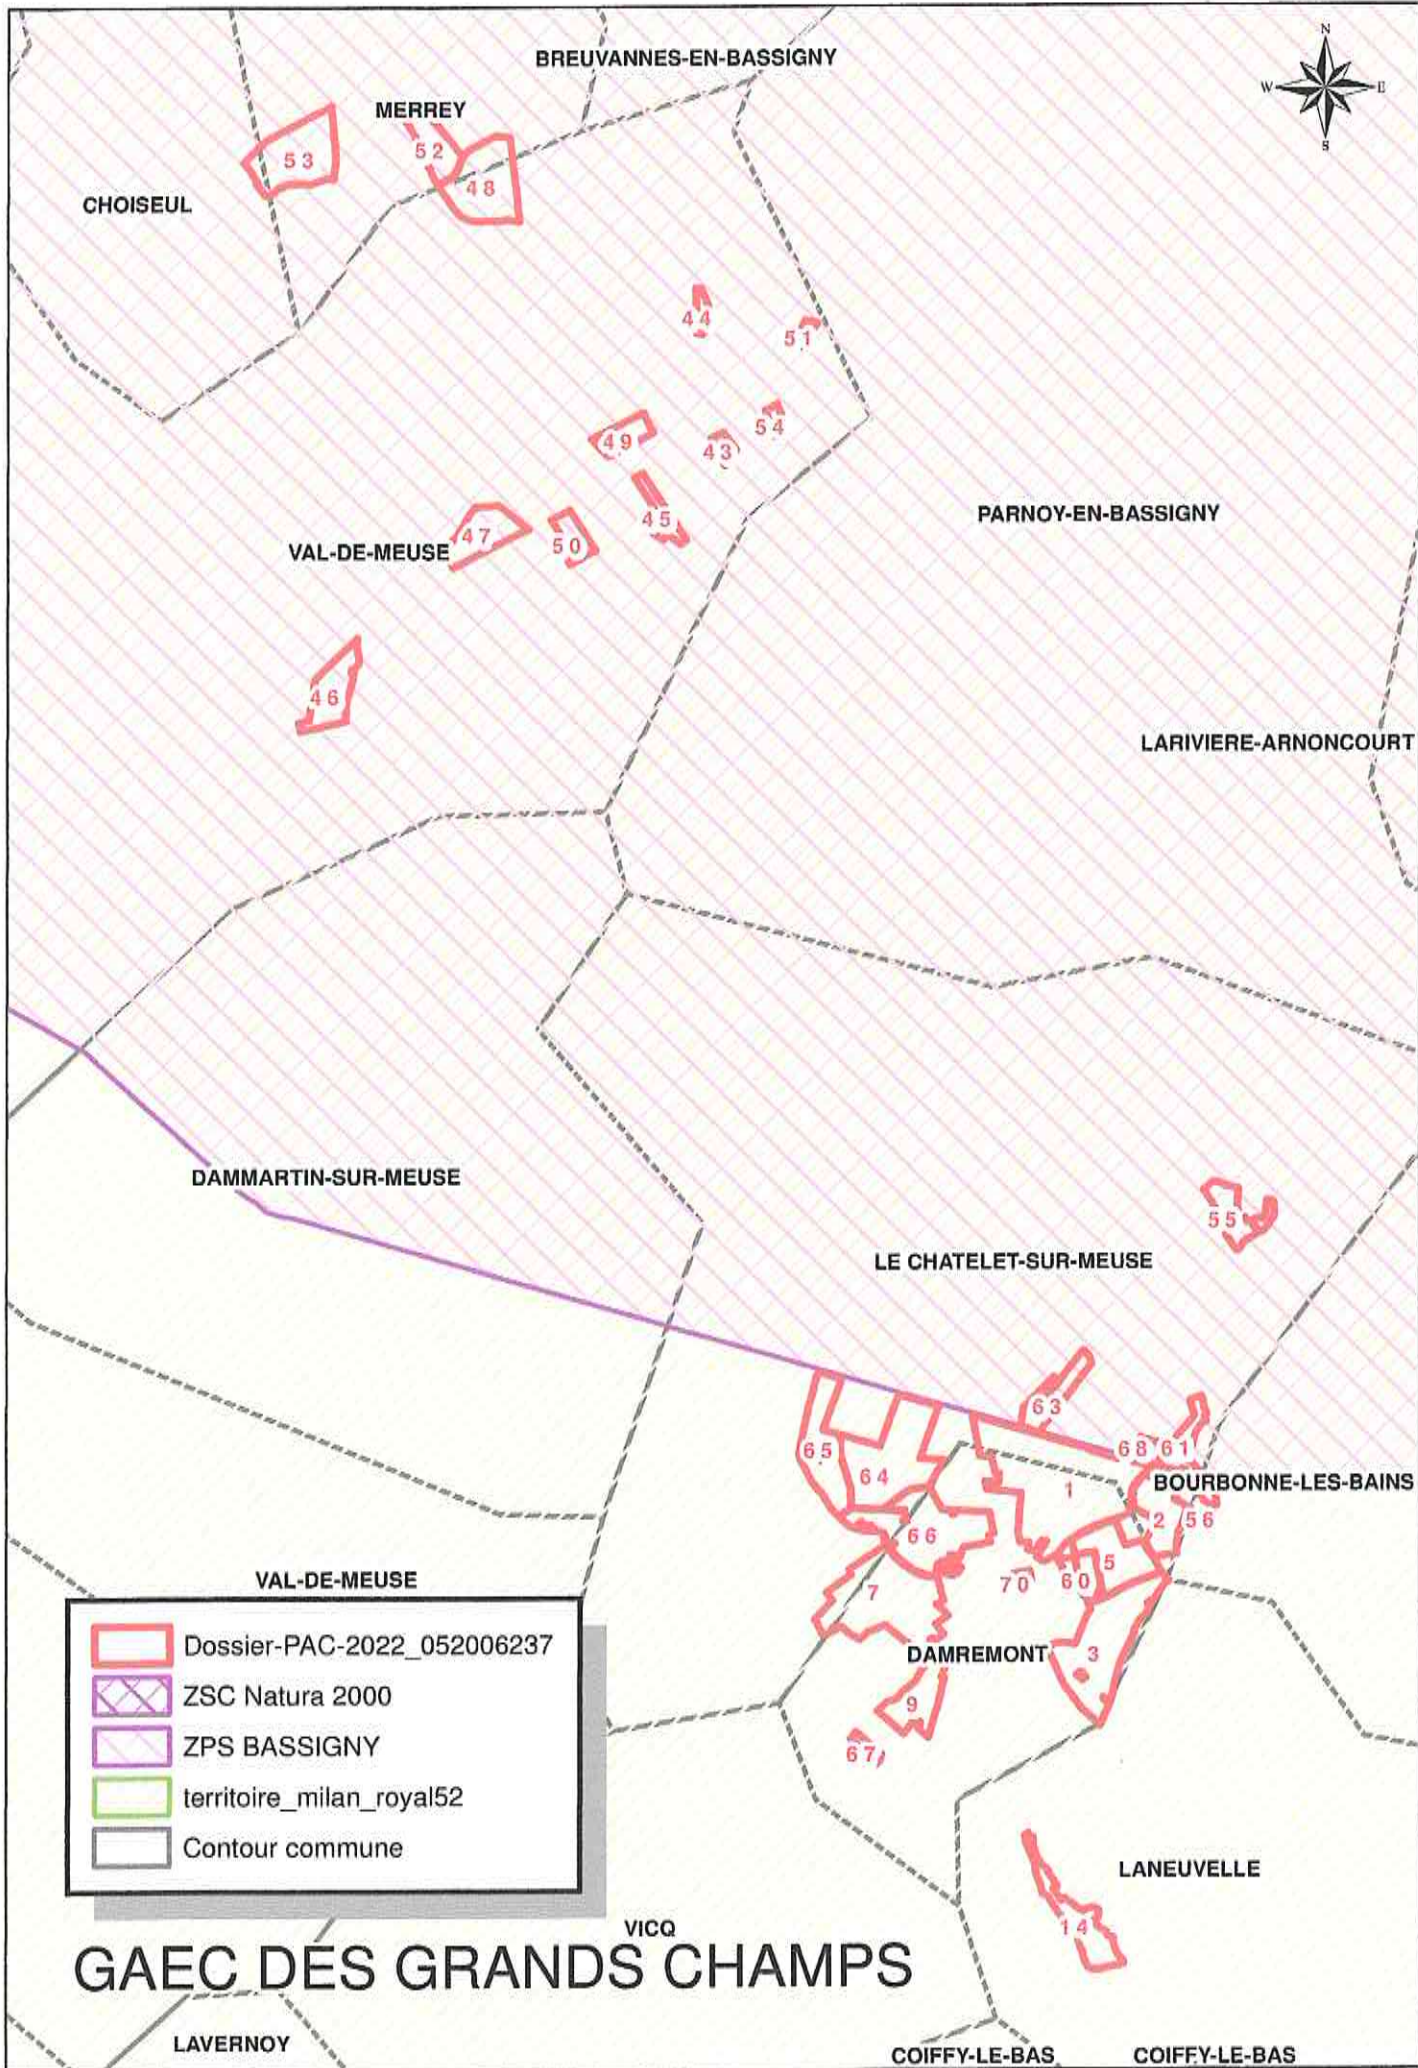 N
BREUVANNES-EN-BASSIGNY
W E
MERREY
S
52
53
48
CHOISEUL
44
51
54
49
43
PARNOY-EN-BASSIGNY
45
47
50
VAL-DE-MEUSE
46
LARIVIERE-ARNONCOURT
DAMMARTIN-SUR-MEUSE
55
LE CHATELET-SUR-MEUSE
63
65
68 61
64
BOURBONNE-LES-BAINS
1
2
56
66
5
VAL-DE-MEUSE
70
60
7
Dossier-PAC-2022_052006237
DAMREMONT
3
ZSC Natura 2000
9
ZPS BASSIGNY
67
territoire_milan_royal52
Contour commune
LANEUVELLE
14
VICQ
GAEC DES GRANDS CHAMPS
LAVERNOY
COIFFY-LE-BAS
COIFFY-LE-BAS